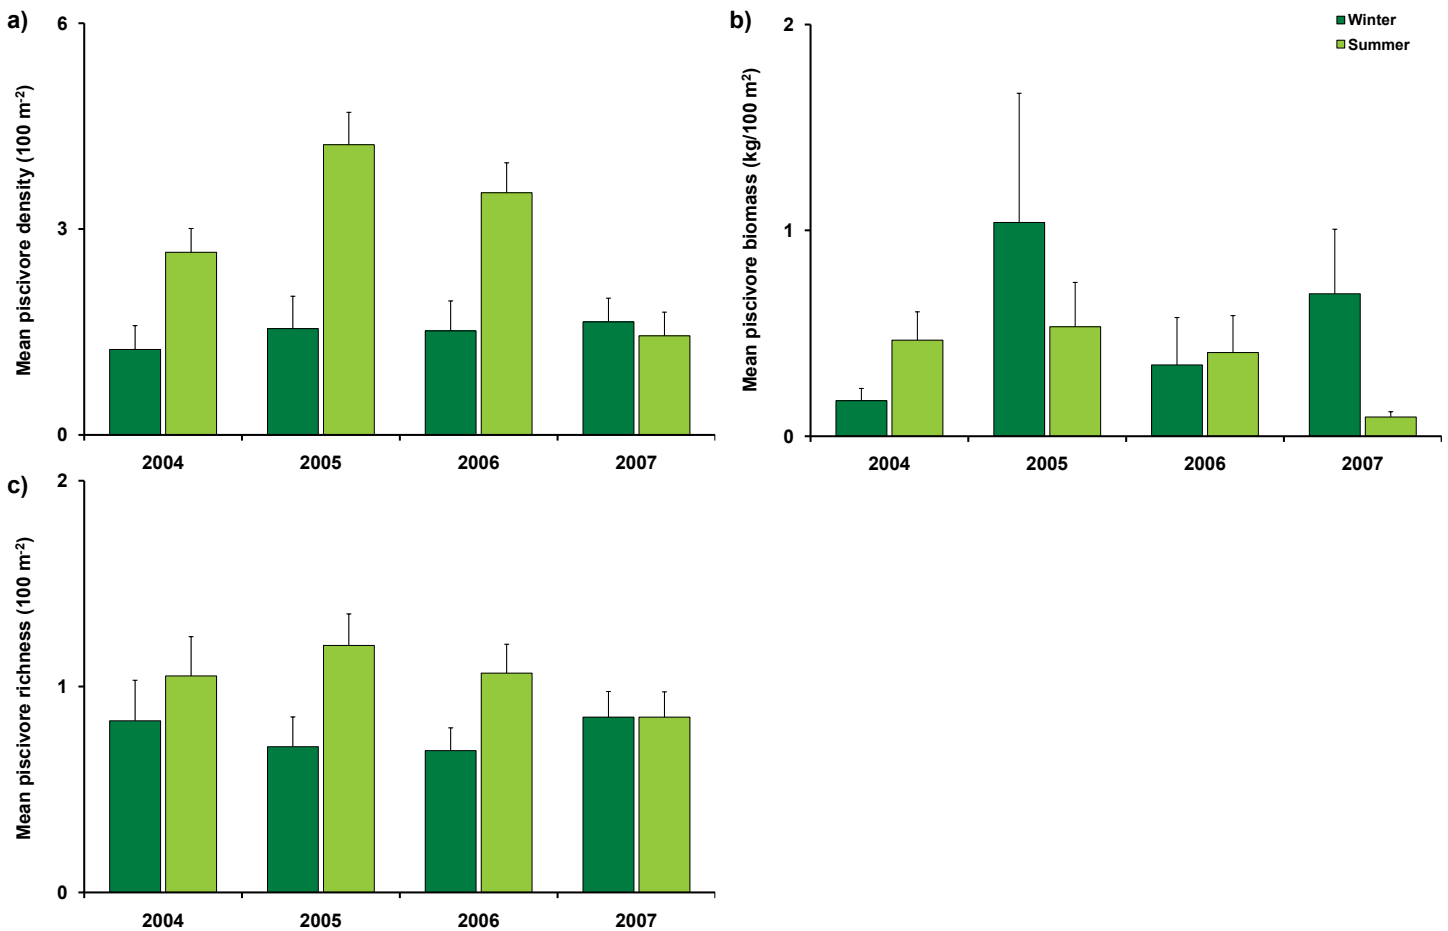 a)
Mean piscivore density (100 m⁻²)
6
3
0
2004 2005 2006 2007
b)
Winter
Summer
Mean piscivore biomass (kg/100 m²)
2
1
0
2004 2005 2006 2007
c)
Mean piscivore richness (100 m⁻²)
2
1
0
2004 2005 2006 2007